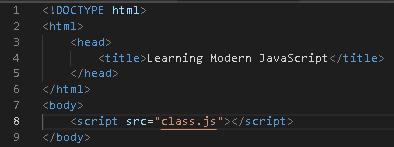 1 <!DOCTYPE html>
2 <html>
3     <head>
4         <title>Learning Modern JavaScript</title>
5     </head>
6 </html>
7 <body>
8     <script src="class.js"></script>
9 </body>